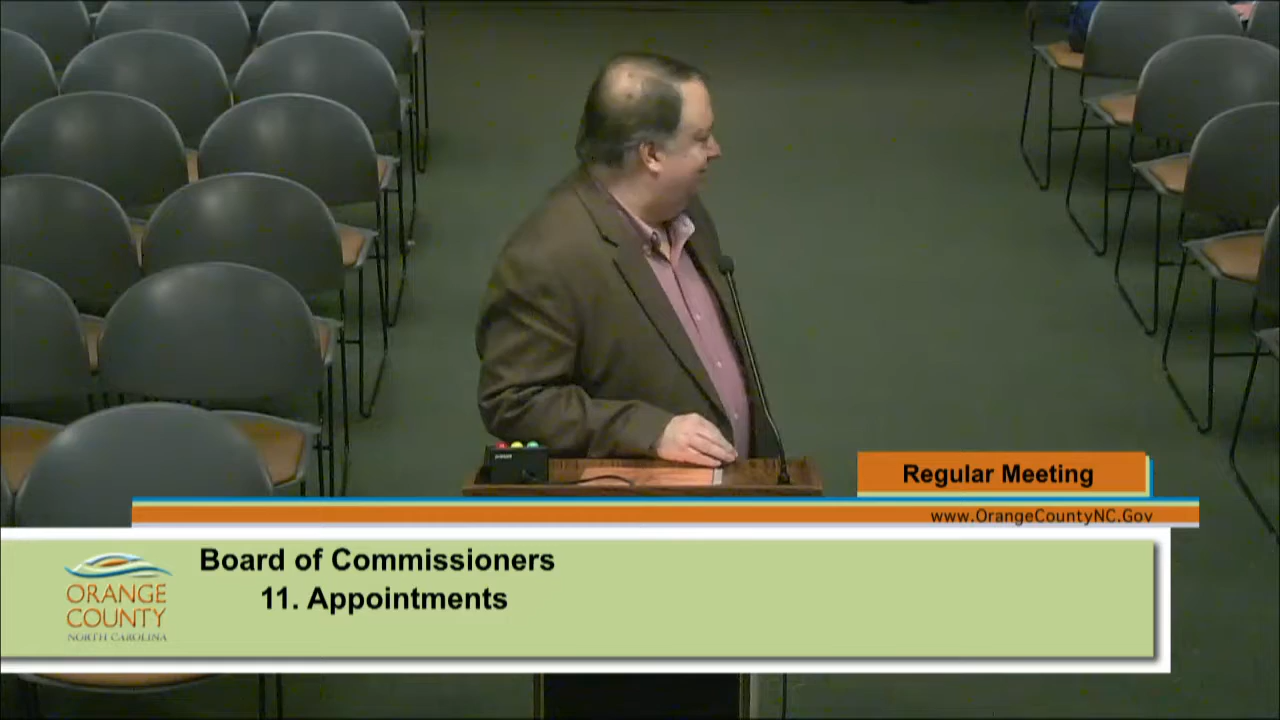 Regular Meeting
www.OrangeCountyNC.Gov
Board of Commissioners
11. Appointments
ORANGE
COUNTY
NORTH CAROLINA